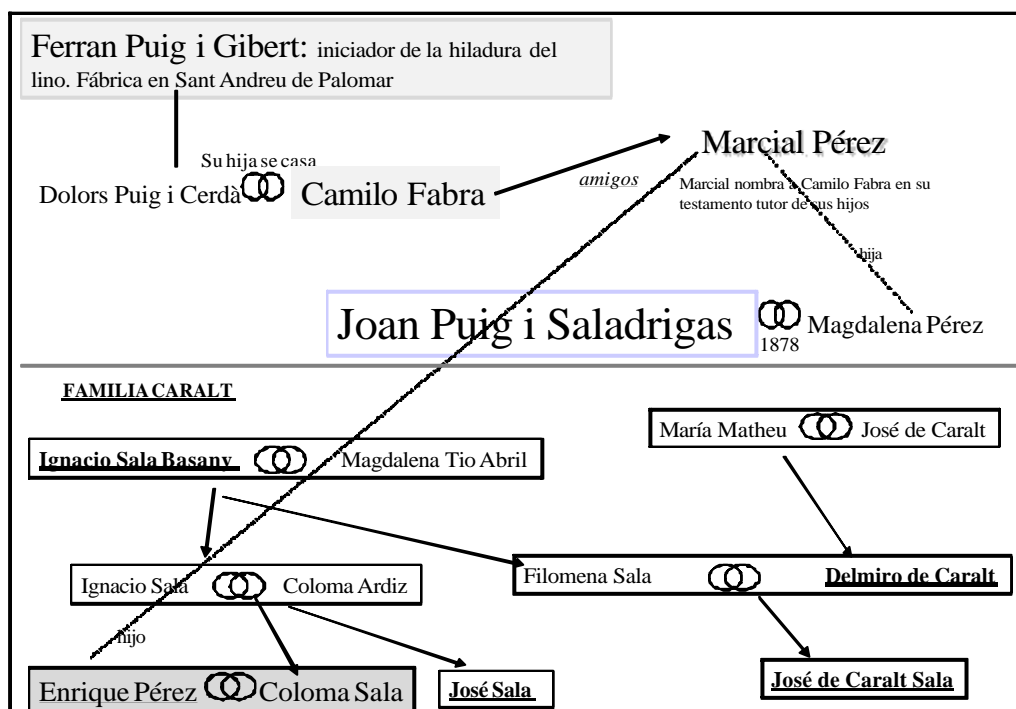 Ferran Puig i Gibert: iniciador de la hiladura del
lino. Fábrica en Sant Andreu de Palomar
Su hija se casa
Dolors Puig i Cerdà
Camilo Fabra
amigos
Marcial Pérez
Marcial nombra a Camilo Fabra en su
testamento tutor de sus hijos
hija
Joan Puig i Saladrigas
1878
Magdalena Pérez
FAMILIA CARALT
María Matheu José de Caralt
Ignacio Sala Basany Magdalena Tio Abril
Ignacio Sala Coloma Ardiz
Filomena Sala Delmiro de Caralt
hijo
Enrique Pérez Coloma Sala
José Sala
José de Caralt Sala